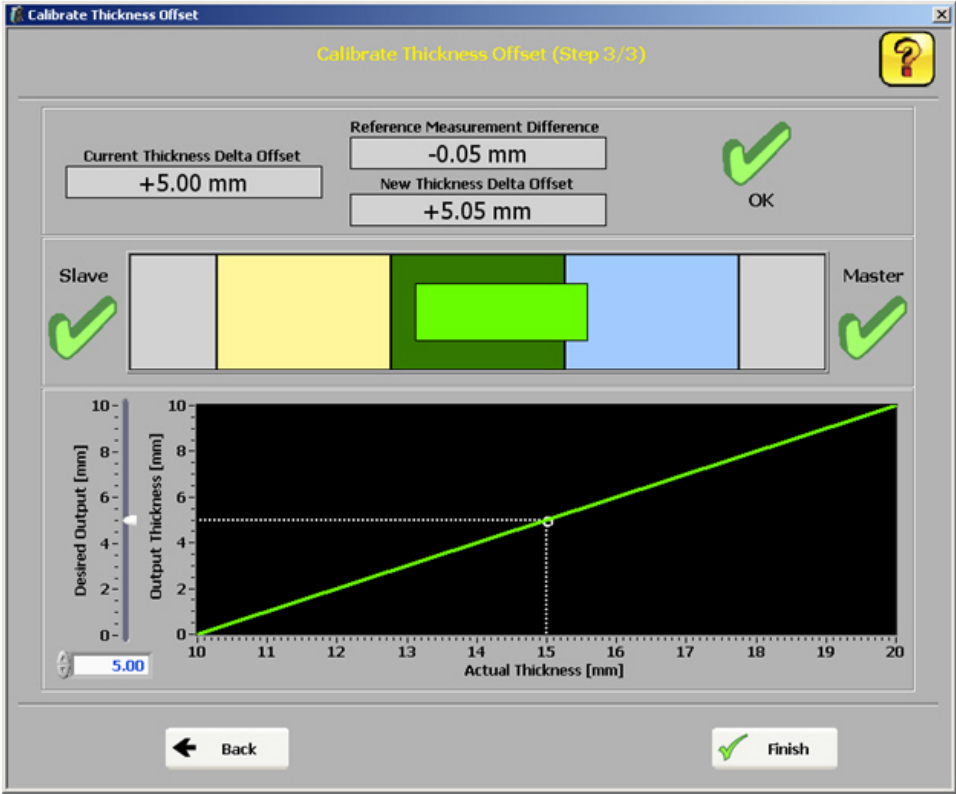 Calibrate Thickness Offset
Calibrate Thickness Offset (Step 3/3)
Current Thickness Delta Offset
+5.00 mm
Reference Measurement Difference
-0.05 mm
New Thickness Delta Offset
+5.05 mm
OK
Slave
Master
Desired Output [mm]
10
8
6
4
2
0
5.00
Output Thickness [mm]
10
8
6
4
2
0
10 11 12 13 14 15 16 17 18 19 20
Actual Thickness [mm]
Back
Finish